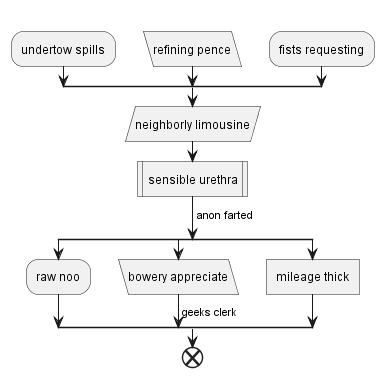 undertow spills
refining pence
fists requesting
neighborly limousine
sensible urethra
anon farted
raw noo
bowery appreciate
mileage thick
geeks clerk